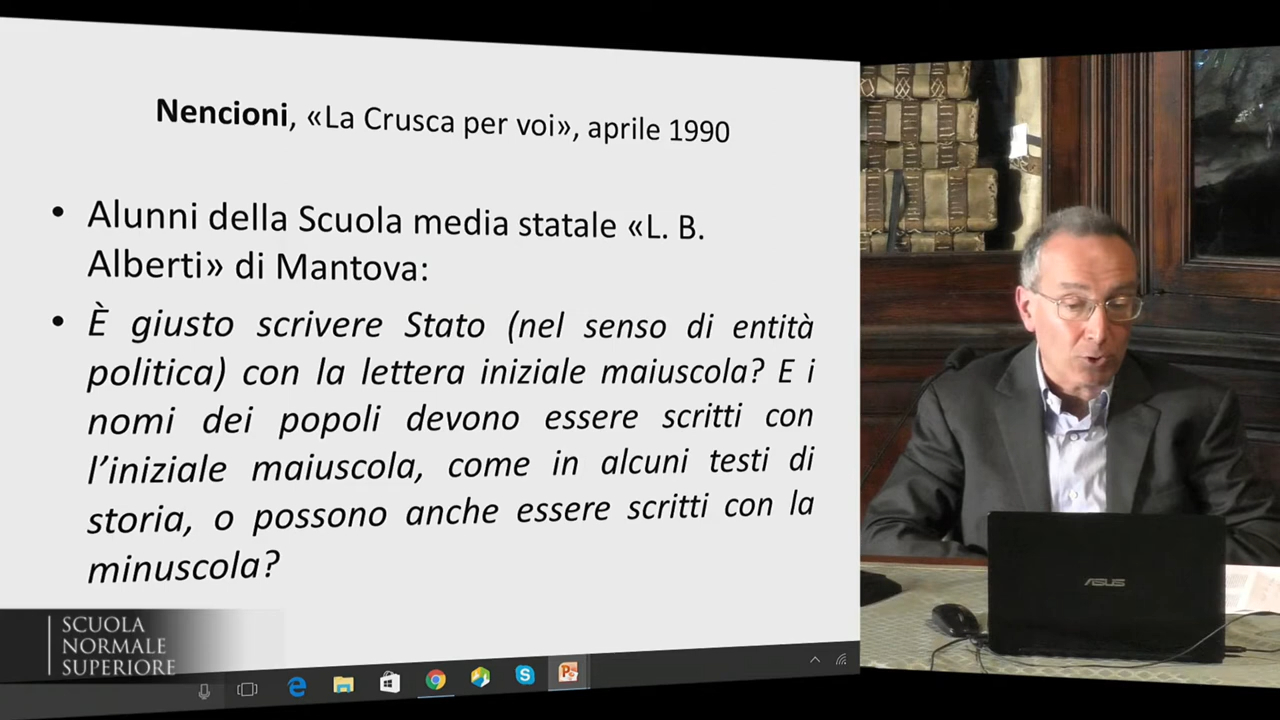 Nencioni, «La Crusca per voi», aprile 1990
• Alunni della Scuola media statale «L. B.
Alberti» di Mantova:
• È giusto scrivere Stato (nel senso di entità
politica) con la lettera iniziale maiuscola? E i
nomi dei popoli devono essere scritti con
l’iniziale maiuscola, come in alcuni testi di
storia, o possono anche essere scritti con la
minuscola?
SCUOLA
NORMALE
SUPERIORE
ASUS